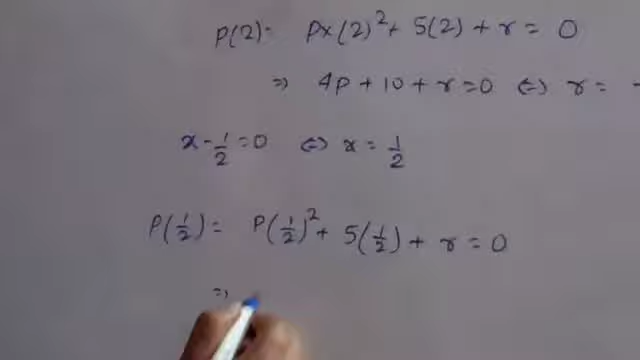 P(2) = P×(2)² + 5(2) + r = 0
⇒ 4P + 10 + r = 0 ⇔ r = -
x - 1/2 = 0 ⇔ x = 1/2
P(1/2) = P(1/2)² + 5(1/2) + r = 0
⇒